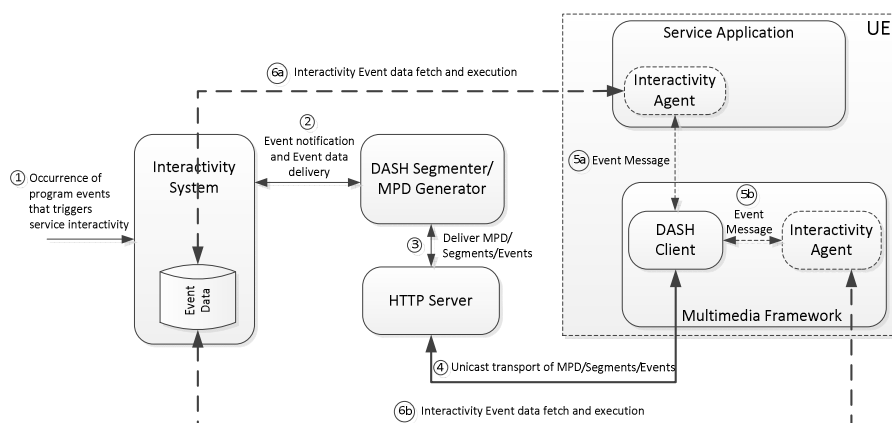 UE
Service Application
6a Interactivity Event data fetch and execution
Interactivity
Agent
2
Event notification
and Event data
delivery
Interactivity
System
DASH Segmenter/
MPD Generator
5a Event Message
1 Occurrence of
program events
that triggers
service interactivity
5b
Event
Message
DASH
Client
Interactivity
Agent
3 Deliver MPD/
Segments/Events
Event
Data
HTTP Server
Multimedia Framework
4 Unicast transport of MPD/Segments/Events
6b Interactivity Event data fetch and execution